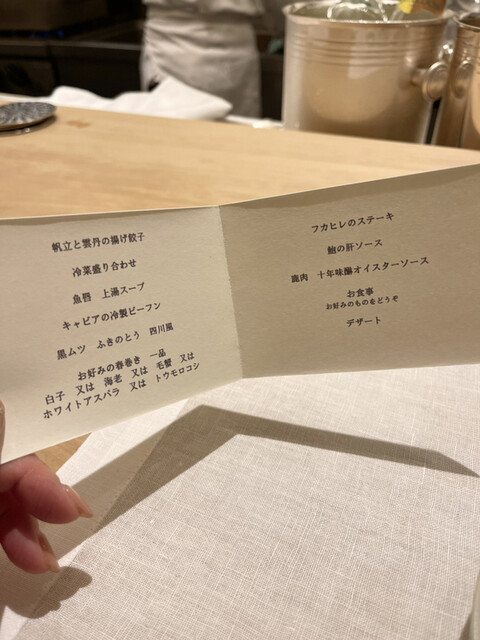 帆立と雲丹の揚げ餃子
冷菜盛り合わせ
魚唇 上湯スープ
キャビアの冷製ビーフン
黒ムツ ふきのとう 四川風
お好みの春巻き 一品
白子 又は 海老 又は 毛蟹 又は
ホワイトアスパラ 又は トウモロコシ
フカヒレのステーキ
鮑の肝ソース
鹿肉 十年味醂オイスターソース
お食事
お好みのものをどうぞ
デザート